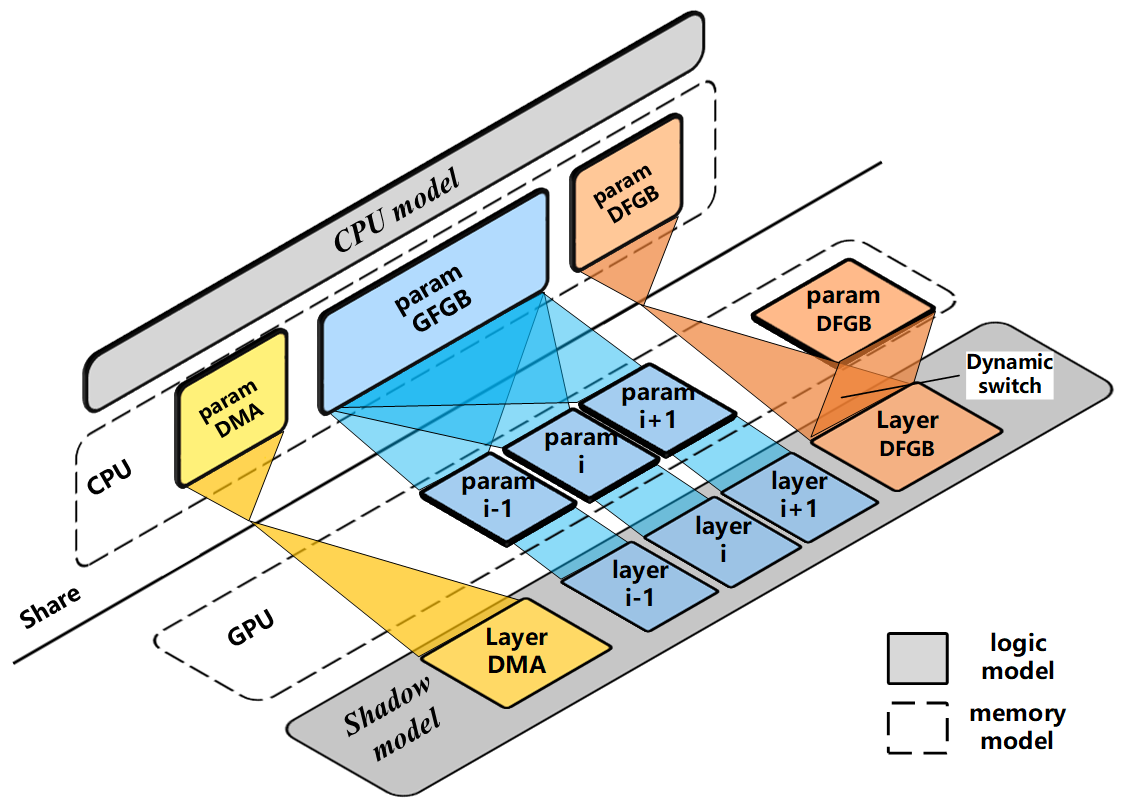 CPU model
param
DFGB
param
GFGB
param
DMA
CPU
Share
GPU
param
DFGB
Dynamic
switch
param
i+1
param
i
param
i-1
Layer
DFGB
layer
i+1
layer
i
layer
i-1
Layer
DMA
Shadow
model
logic
model
memory
model